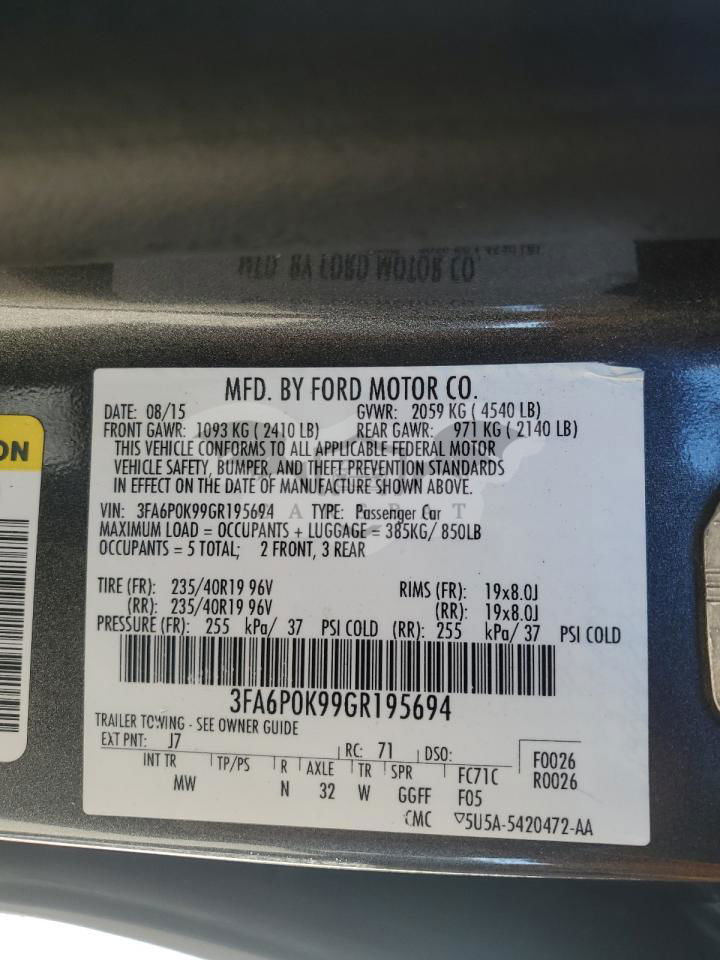 MFD. BY FORD MOTOR CO.
DATE: 08/15 GVWR: 2059 KG ( 4540 LB)
FRONT GAWR: 1093 KG ( 2410 LB) REAR GAWR: 971 KG ( 2140 LB)
THIS VEHICLE CONFORMS TO ALL APPLICABLE FEDERAL MOTOR
VEHICLE SAFETY, BUMPER, AND THEFT PREVENTION STANDARDS
IN EFFECT ON THE DATE OF MANUFACTURE SHOWN ABOVE.
VIN: 3FA6P0K99GR195694 TYPE: Passenger Car
MAXIMUM LOAD = OCCUPANTS + LUGGAGE = 385KG/ 850LB
OCCUPANTS = 5 TOTAL; 2 FRONT, 3 REAR
TIRE (FR): 235/40R19 96V RIMS (FR): 19x8.0J
(RR): 235/40R19 96V (RR): 19x8.0J
PRESSURE (FR): 255 kPa/ 37 PSI COLD (RR): 255 kPa/ 37 PSI COLD
3FA6P0K99GR195694
TRAILER TOWING - SEE OWNER GUIDE
EXT PNT: J7 RC: 71 DSO: F0026
INT TR TP/PS R AXLE TR SPR FC71C R0026
MW N 32 W GGFF F05
CMC ▽5U5A-5420472-AA
ON